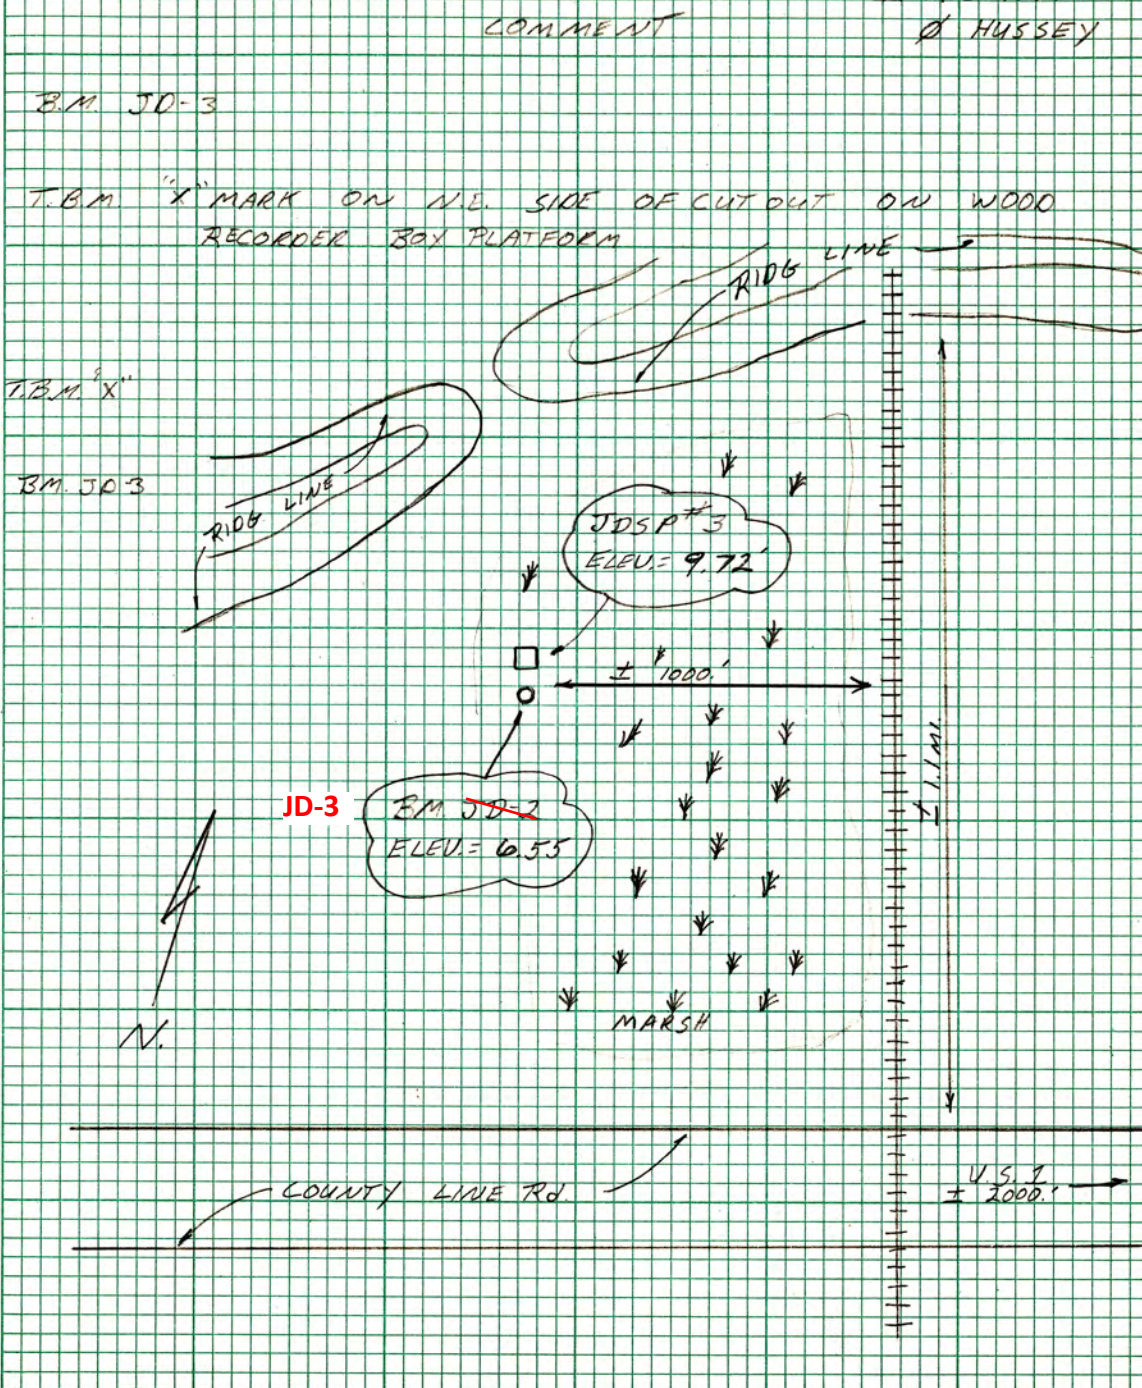 COMMENT
Ø HUSSEY
B.M. JD-3
T.B.M. "X" MARK ON N.E. SIDE OF CUT OUT ON WOOD
RECORDER BOX PLATFORM
RIDG LINE
T.B.M. "X"
BM. JD-3
RIDG LINE
JDSP #3
ELEV.= 9.72'
± 1000.'
± 1.1 MI.
JD-3
BM. JD-2
ELEV.= 6.55
MARSH
N.
COUNTY LINE Rd.
U.S. 1
± 2000.'